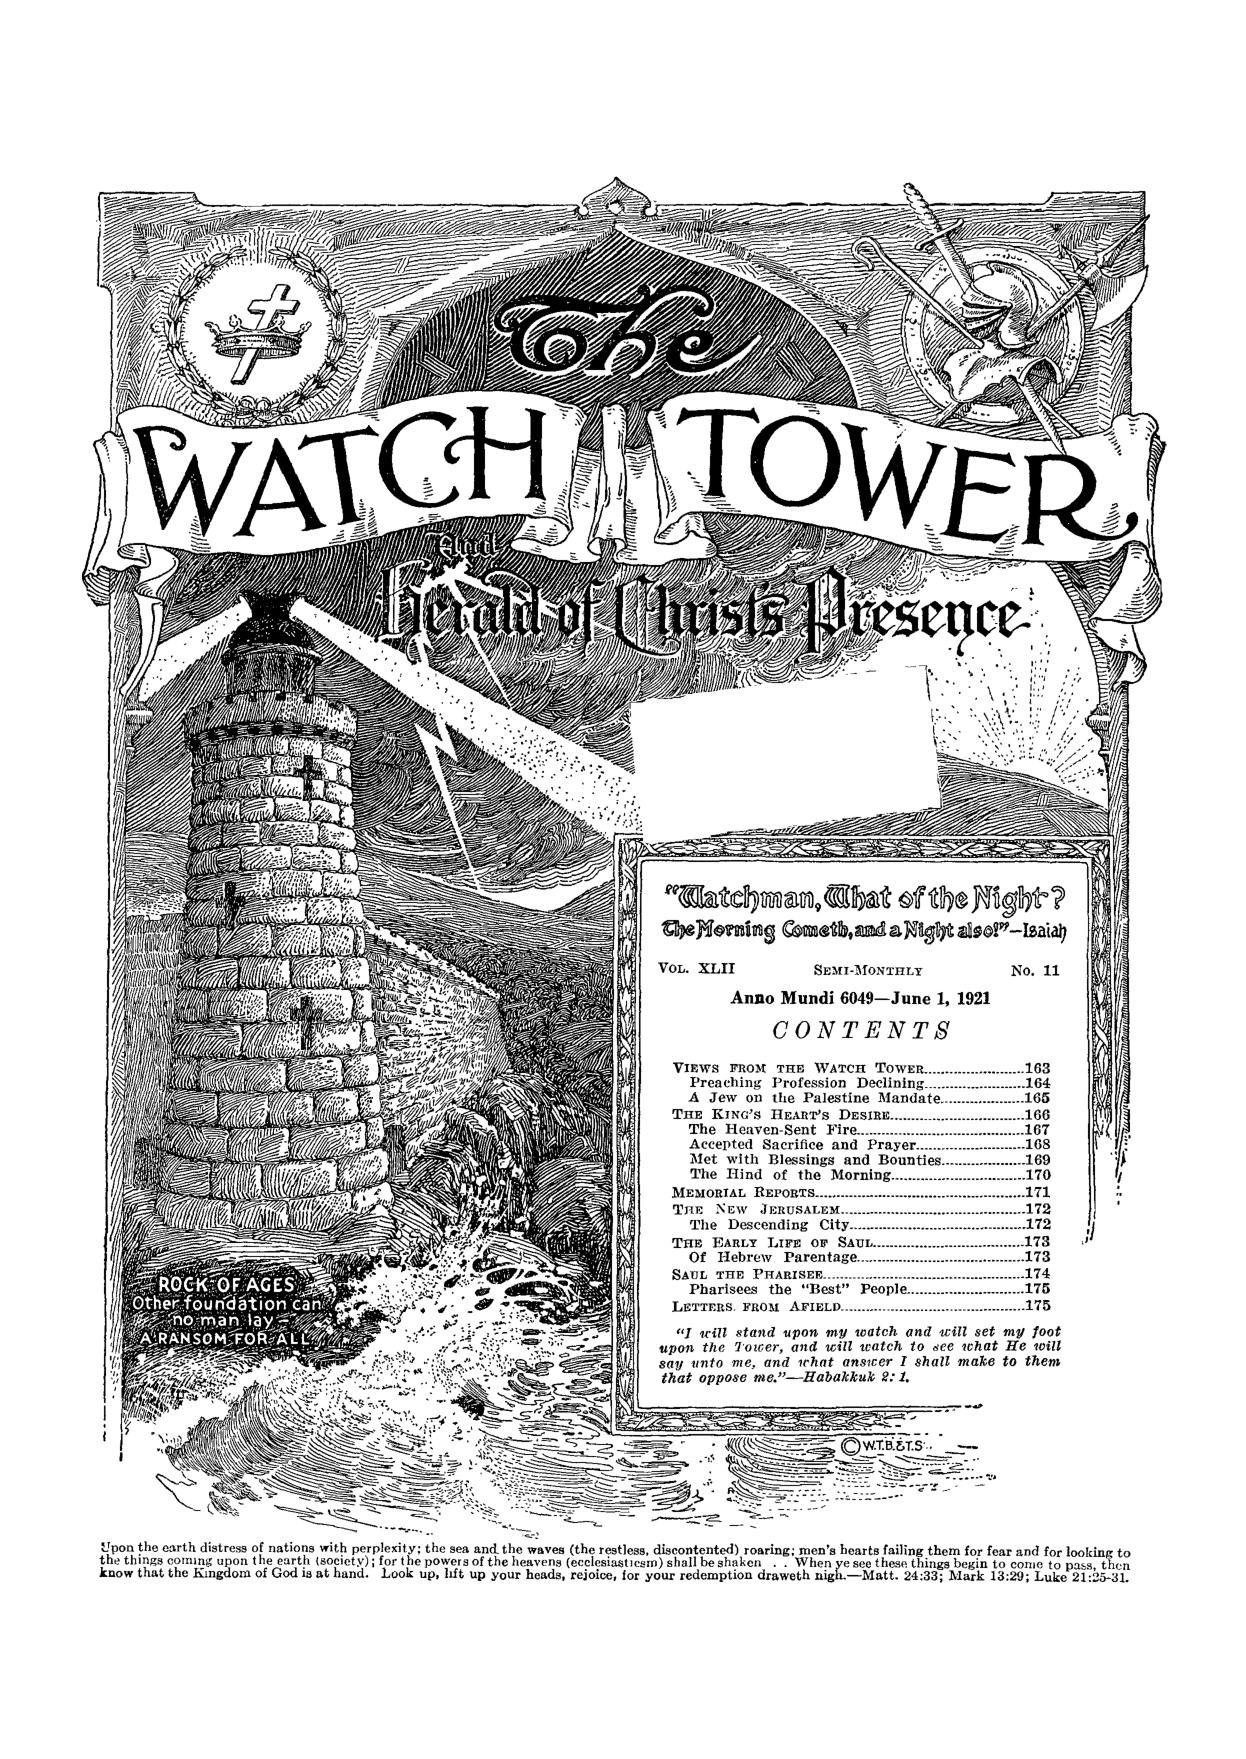 The
WATCH TOWER
And
Herald of Christ's Presence
"Watchman, What of the Night?
The Morning Cometh, and a Night also!"—Isaiah
VOL. XLII SEMI-MONTHLY No. 11
Anno Mundi 6049—June 1, 1921
CONTENTS
VIEWS FROM THE WATCH TOWER 163
Preaching Profession Declining 164
A Jew on the Palestine Mandate 165
THE KING'S HEART'S DESIRE 166
The Heaven-Sent Fire 167
Accepted Sacrifice and Prayer 168
Met with Blessings and Bounties 169
The Hind of the Morning 170
MEMORIAL REPORTS 171
THE NEW JERUSALEM 172
The Descending City 172
THE EARLY LIFE OF SAUL 173
Of Hebrew Parentage 173
SAUL THE PHARISEE 174
Pharisees the "Best" People 175
LETTERS FROM AFIELD 175
"I will stand upon my watch and will set my foot
upon the Tower, and will watch to see what He will
say unto me, and what answer I shall make to them
that oppose me."—Habakkuk 2:1.
ROCK OF AGES
Other foundation can
no man lay—
A RANSOM FOR ALL
©W.T.B.&T.S.
Upon the earth distress of nations with perplexity; the sea and the waves (the restless, discontented) roaring; men's hearts failing them for fear and for looking to
the things coming upon the earth (society); for the powers of the heavens (ecclesiasticsm) shall be shaken . . When ye see these things begin to come to pass, then
know that the Kingdom of God is at hand. Look up, lift up your heads, rejoice, for your redemption draweth nigh.—Matt. 24:33; Mark 13:29; Luke 21:25-31.